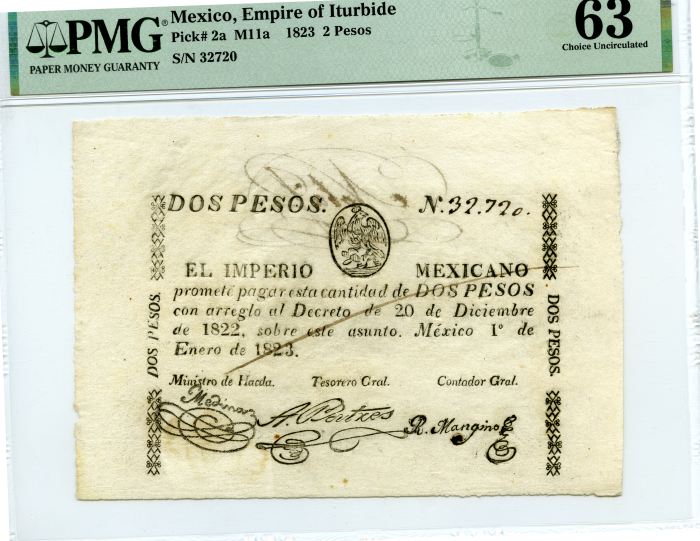 PMG®
PAPER MONEY GUARANTY
Mexico, Empire of Iturbide
Pick# 2a M11a 1823 2 Pesos
S/N 32720
63
Choice Uncirculated
DOS PESOS.
N. 32.720.
EL IMPERIO MEXICANO
promete pagar esta cantidad de DOS PESOS
con arreglo al Decreto de 20 de Diciembre
de 1822, sobre este asunto. México 1º de
Enero de 1823.
DOS PESOS.
DOS PESOS.
Ministro de Hacda. Tesorero Gral. Contador Gral.
Medina
R. Mangino